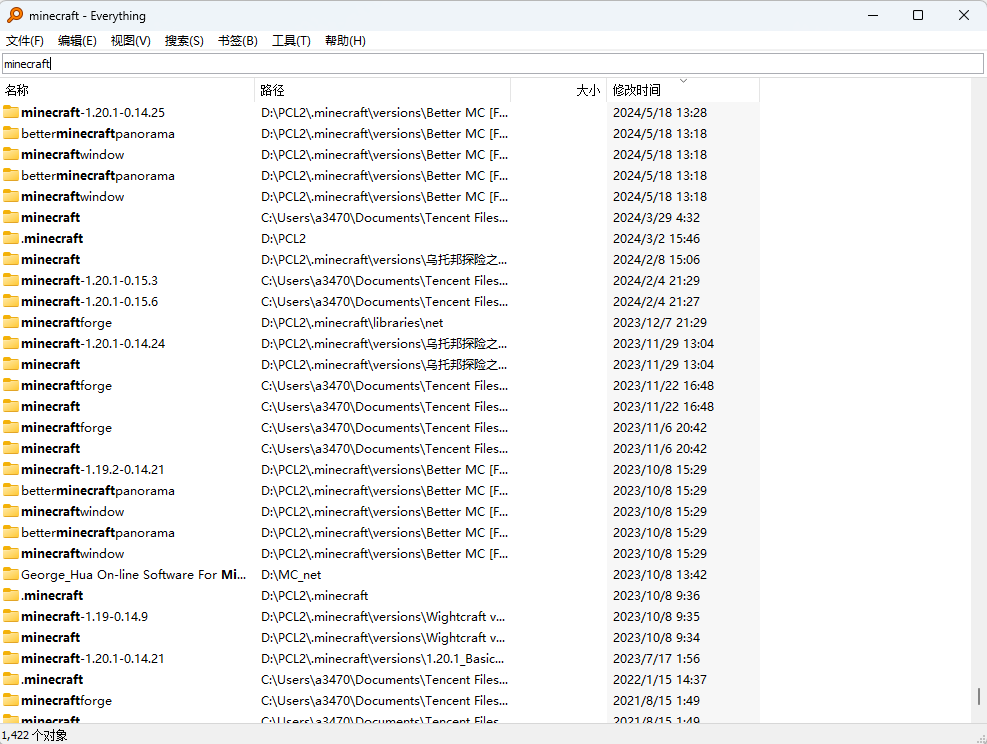 minecraft - Everything
文件(F) 编辑(E) 视图(V) 搜索(S) 书签(B) 工具(T) 帮助(H)
minecraft
名称 路径 大小 修改时间
minecraft-1.20.1-0.14.25 D:\PCL2\.minecraft\versions\Better MC [F... 2024/5/18 13:28
betterminecraftpanorama D:\PCL2\.minecraft\versions\Better MC [F... 2024/5/18 13:18
minecraftwindow D:\PCL2\.minecraft\versions\Better MC [F... 2024/5/18 13:18
betterminecraftpanorama D:\PCL2\.minecraft\versions\Better MC [F... 2024/5/18 13:18
minecraftwindow D:\PCL2\.minecraft\versions\Better MC [F... 2024/5/18 13:18
minecraft C:\Users\a3470\Documents\Tencent Files... 2024/3/29 4:32
.minecraft D:\PCL2 2024/3/2 15:46
minecraft D:\PCL2\.minecraft\versions\乌托邦探险之... 2024/2/8 15:06
minecraft-1.20.1-0.15.3 C:\Users\a3470\Documents\Tencent Files... 2024/2/4 21:29
minecraft-1.20.1-0.15.6 C:\Users\a3470\Documents\Tencent Files... 2024/2/4 21:27
minecraftforge D:\PCL2\.minecraft\libraries\net 2023/12/7 21:29
minecraft-1.20.1-0.14.24 D:\PCL2\.minecraft\versions\乌托邦探险之... 2023/11/29 13:04
minecraft D:\PCL2\.minecraft\versions\乌托邦探险之... 2023/11/29 13:04
minecraftforge C:\Users\a3470\Documents\Tencent Files... 2023/11/22 16:48
minecraft C:\Users\a3470\Documents\Tencent Files... 2023/11/22 16:48
minecraftforge C:\Users\a3470\Documents\Tencent Files... 2023/11/6 20:42
minecraft C:\Users\a3470\Documents\Tencent Files... 2023/11/6 20:42
minecraft-1.19.2-0.14.21 D:\PCL2\.minecraft\versions\Better MC [F... 2023/10/8 15:29
betterminecraftpanorama D:\PCL2\.minecraft\versions\Better MC [F... 2023/10/8 15:29
minecraftwindow D:\PCL2\.minecraft\versions\Better MC [F... 2023/10/8 15:29
betterminecraftpanorama D:\PCL2\.minecraft\versions\Better MC [F... 2023/10/8 15:29
minecraftwindow D:\PCL2\.minecraft\versions\Better MC [F... 2023/10/8 15:29
George_Hua On-line Software For Mi... D:\MC_net 2023/10/8 13:42
.minecraft D:\PCL2\.minecraft 2023/10/8 9:36
minecraft-1.19-0.14.9 D:\PCL2\.minecraft\versions\Wightcraft v... 2023/10/8 9:35
minecraft D:\PCL2\.minecraft\versions\Wightcraft v... 2023/10/8 9:34
minecraft-1.20.1-0.14.21 D:\PCL2\.minecraft\versions\1.20.1_Basic... 2023/7/17 1:56
.minecraft C:\Users\a3470\Documents\Tencent Files... 2022/1/15 14:37
minecraftforge C:\Users\a3470\Documents\Tencent Files... 2021/8/15 1:49
minecraft C:\Users\a3470\Documents\Tencent Files... 2021/8/15 1:49
1,422 个对象